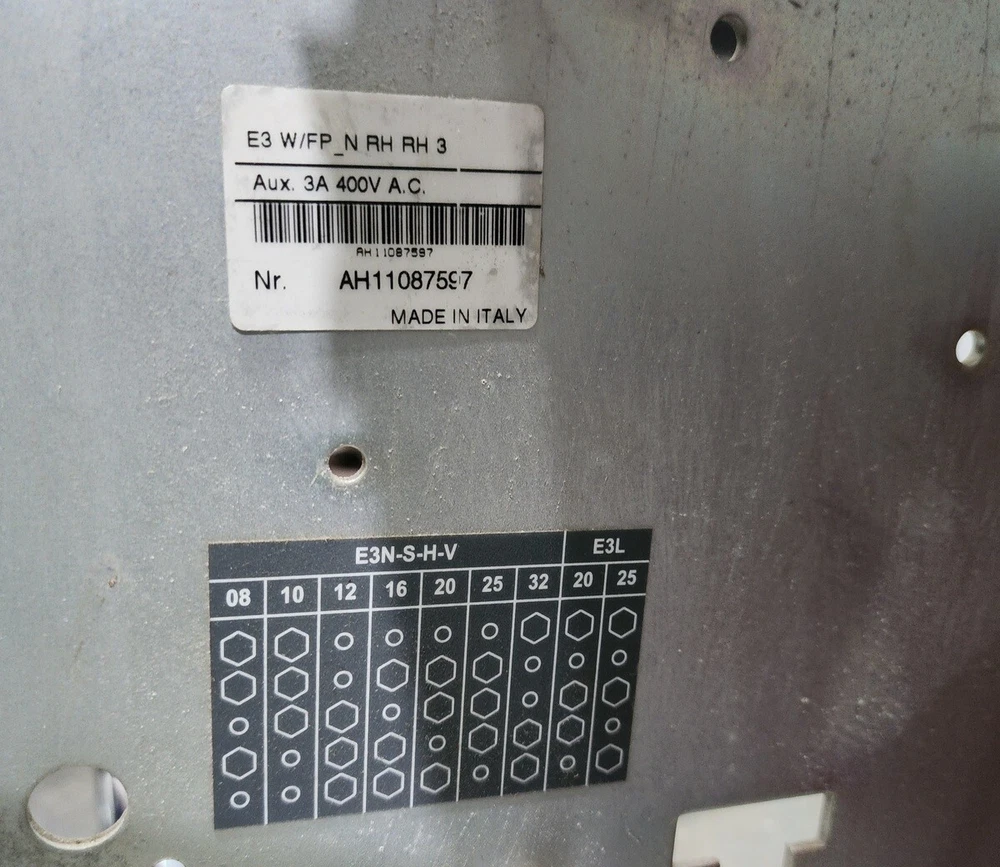 E3 W/FP_N RH RH 3
Aux. 3A 400V A.C.
AH11087597
Nr. AH11087597
MADE IN ITALY
E3N-S-H-V E3L
08 10 12 16 20 25 32 20 25